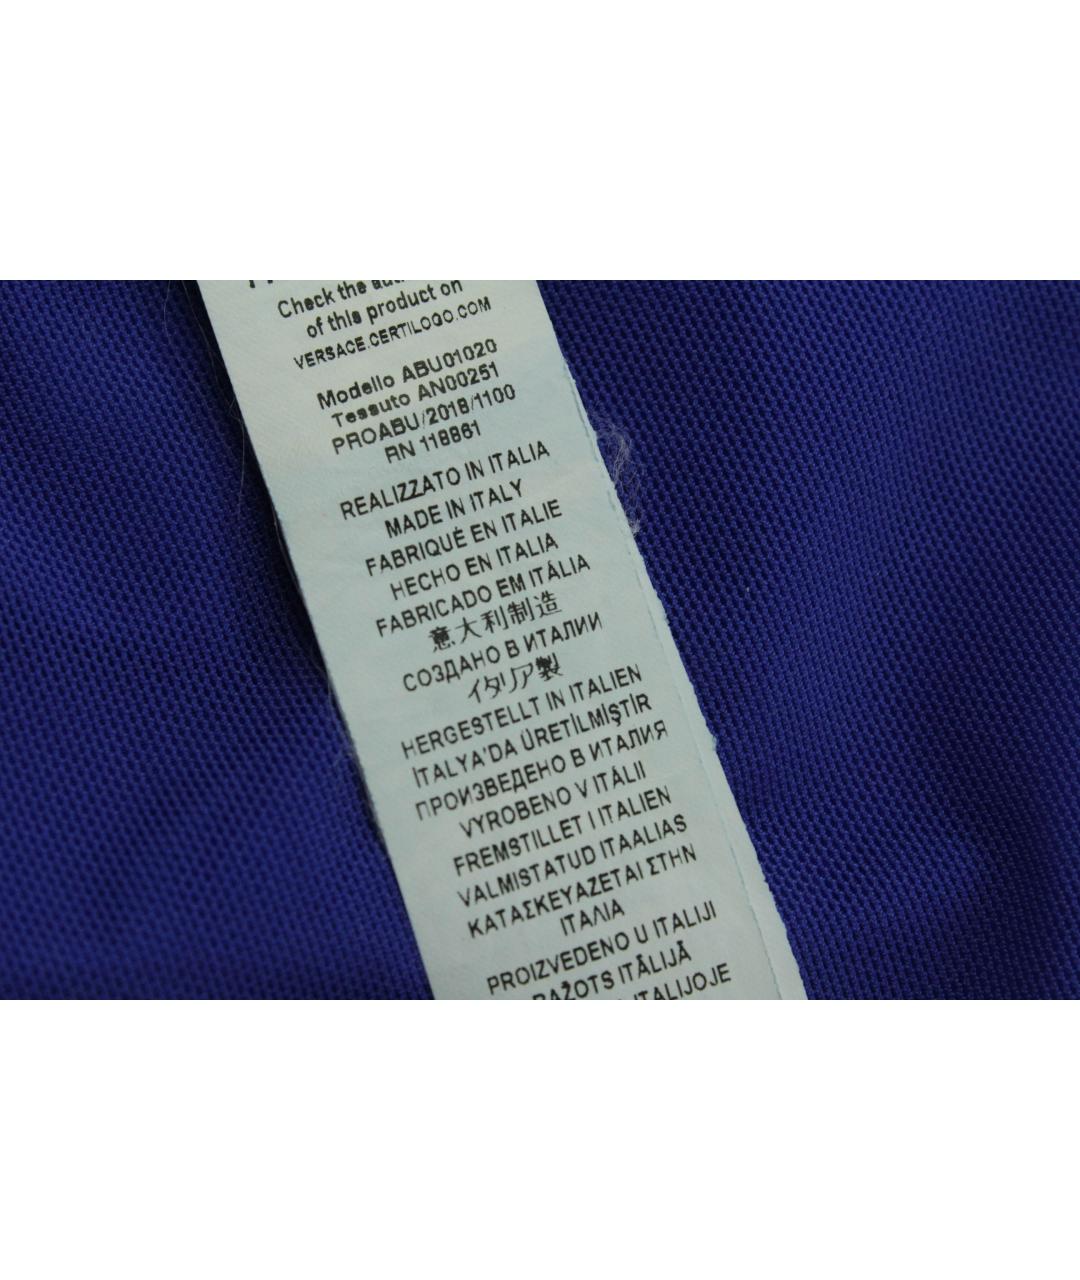 Check the
of this product on
VERSACE.CERTILOGO.COM
Modello ABU01020
Tessuto AN00251
PROABU/2018/1100
RN 118861
REALIZZATO IN ITALIA
MADE IN ITALY
FABRIQUÉ EN ITALIE
HECHO EN ITALIA
FABRICADO EM ITÁLIA
意大利制造
СОЗДАНО В ИТАЛИИ
イタリア製
HERGESTELLT IN ITALIEN
İTALYA'DA ÜRETİLMİŞTİR
ПРОИЗВЕДЕНО В ИТАЛИЯ
VYROBENO V ITÁLII
FREMSTILLET I ITALIEN
VALMISTATUD ITAALIAS
ΚΑΤΑΣΚΕΥΑΖΕΤΑΙ ΣΤΗΝ
ΙΤΑΛΙΑ
PROIZVEDENO U ITALIJI
RAŽOTS ITĀLIJĀ
ITALIJOJE